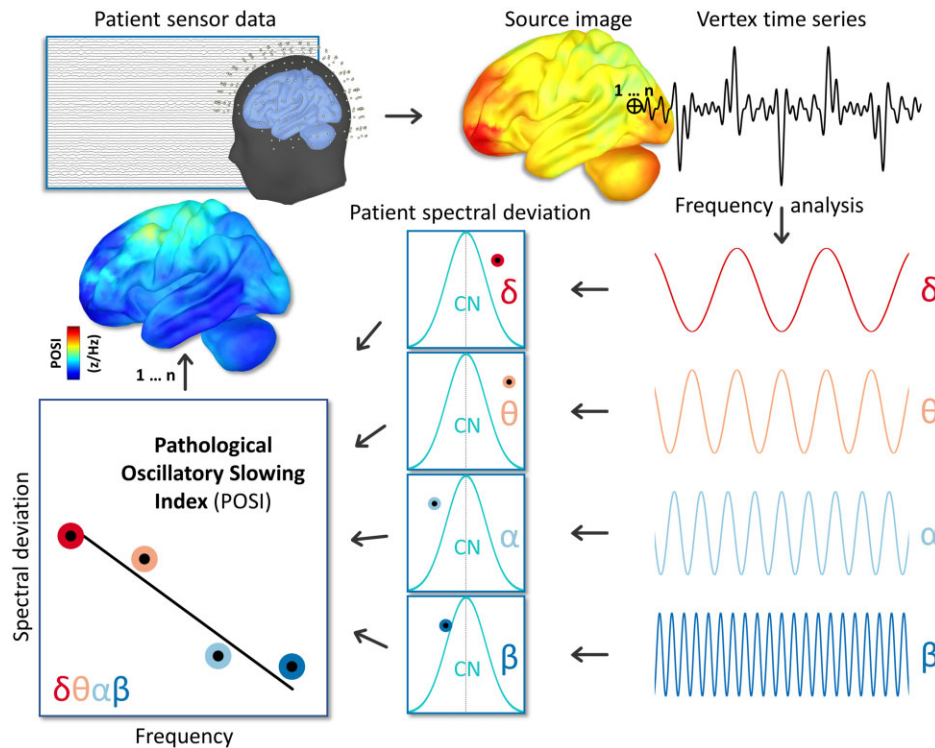 Patient sensor data
Source image
Vertex time series
1 ... n
Patient spectral deviation
Frequency analysis
CN
δ
δ
CN
θ
θ
CN
α
α
CN
β
β
POSI
(z/Hz)
1 ... n
Pathological
Oscillatory Slowing
Index (POSI)
Spectral deviation
δθαβ
Frequency